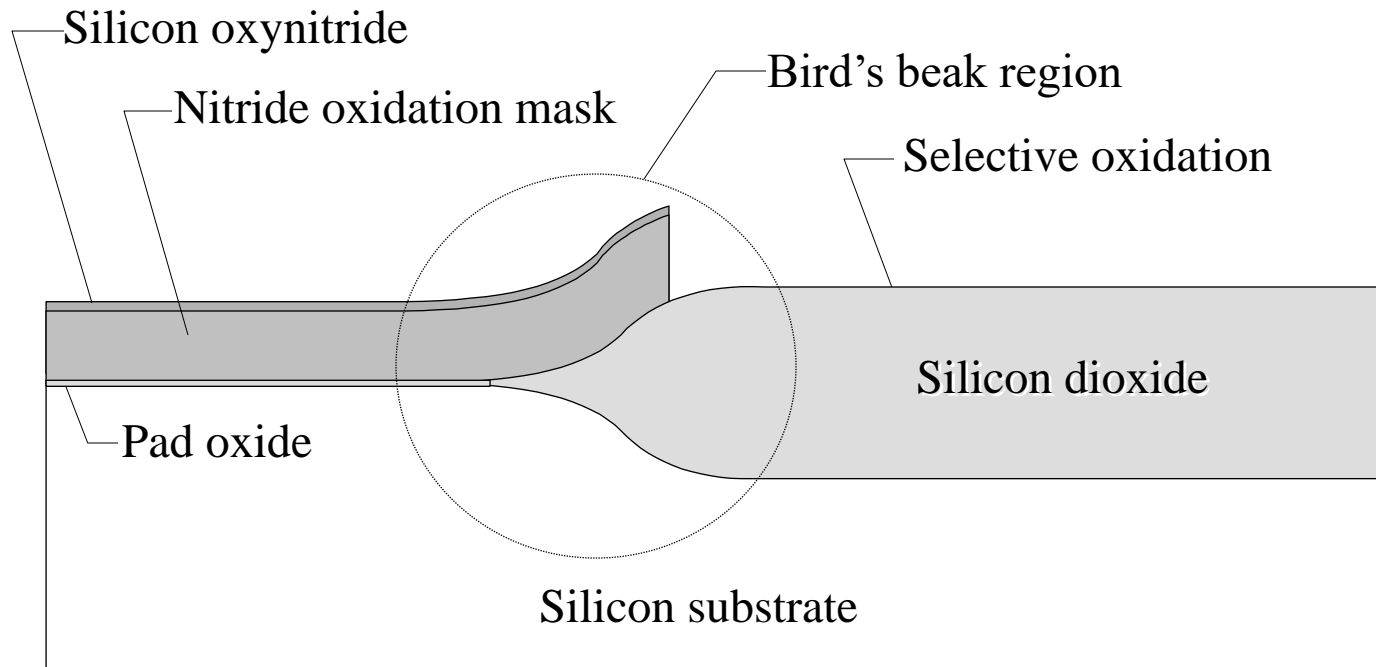 Silicon oxynitride
Nitride oxidation mask
Bird’s beak region
Selective oxidation
Silicon dioxide
Pad oxide
Silicon substrate